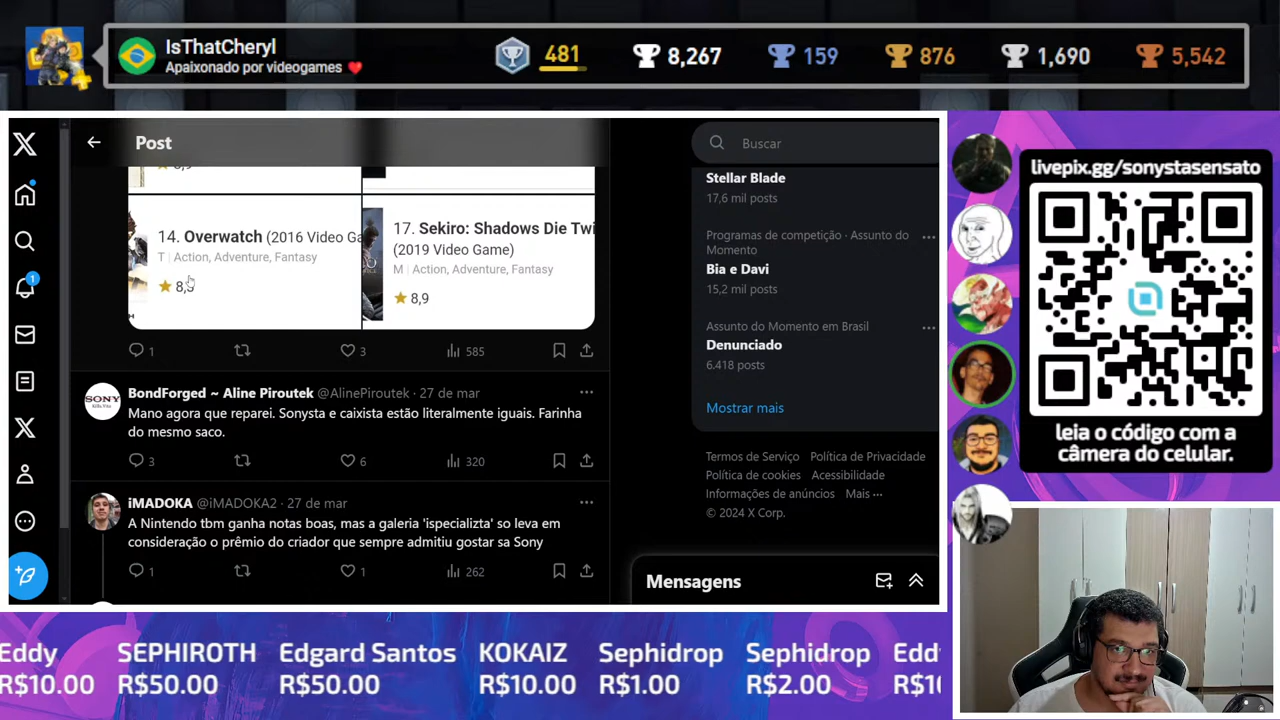 IsThatCheryl
Apaixonado por videogames ❤
481
8,267
159
876
1,690
5,542
Post
14. Overwatch (2016 Video Ga
T | Action, Adventure, Fantasy
17. Sekiro: Shadows Die Twi
(2019 Video Game)
M | Action, Adventure, Fantasy
8,9
1
3
585
BondForged ~ Aline Piroutek @AlinePiroutek · 27 de mar
Mano agora que reparei. Sonysta e caixista estão literalmente iguais. Farinha
do mesmo saco.
3
6
320
iMADOKA @iMADOKA2 · 27 de mar
A Nintendo tbm ganha notas boas, mas a galeria 'ispecializta' so leva em
consideração o prêmio do criador que sempre admitiu gostar sa Sony
1
1
262
1
Buscar
Stellar Blade
17,6 mil posts
Programas de competição · Assunto do
Momento
Bia e Davi
15,2 mil posts
Assunto do Momento em Brasil
Denunciado
6.418 posts
Mostrar mais
Termos de Serviço Política de Privacidade
Política de cookies Acessibilidade
Informações de anúncios Mais ···
© 2024 X Corp.
Mensagens
livepix.gg/sonystasensato
leia o código com a
câmera do celular.
Eddy SEPHIROTH Edgard Santos KOKAIZ Sephidrop Sephidrop Edd
R$10.00 R$50.00 R$50.00 R$10.00 R$1.00 R$2.00 R$1